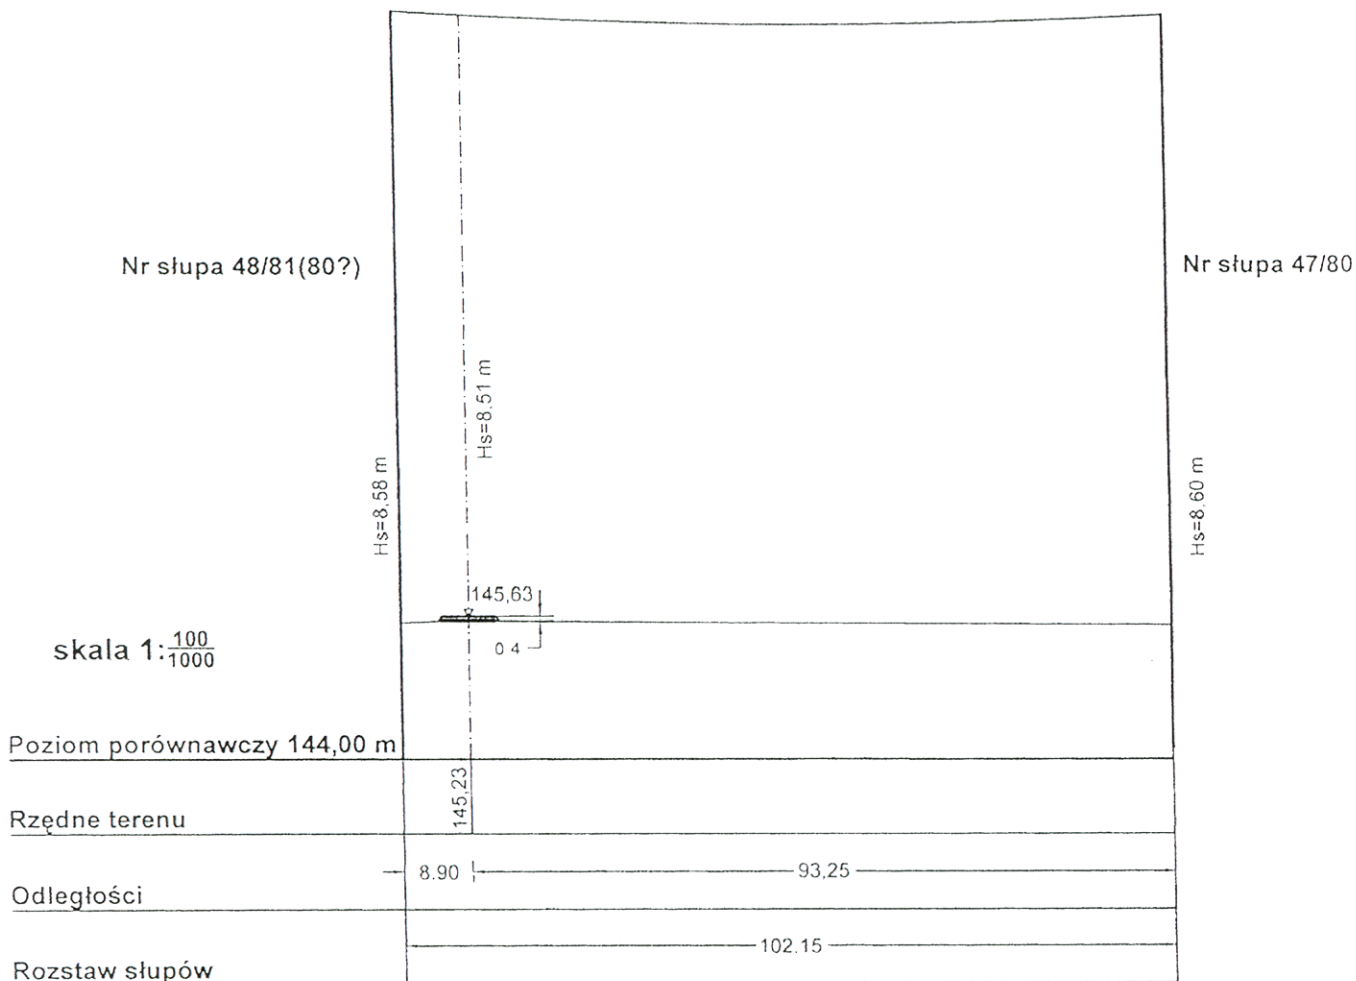 Nr słupa 48/81(80?)
Nr słupa 47/80
Hs=8.51 m
Hs=8.58 m
Hs=8.60 m
145,63
0 4
skala 1:100/1000
Poziom porównawczy 144,00 m
145,23
Rzędne terenu
8.90
93,25
Odległości
102.15
Rozstaw słupów